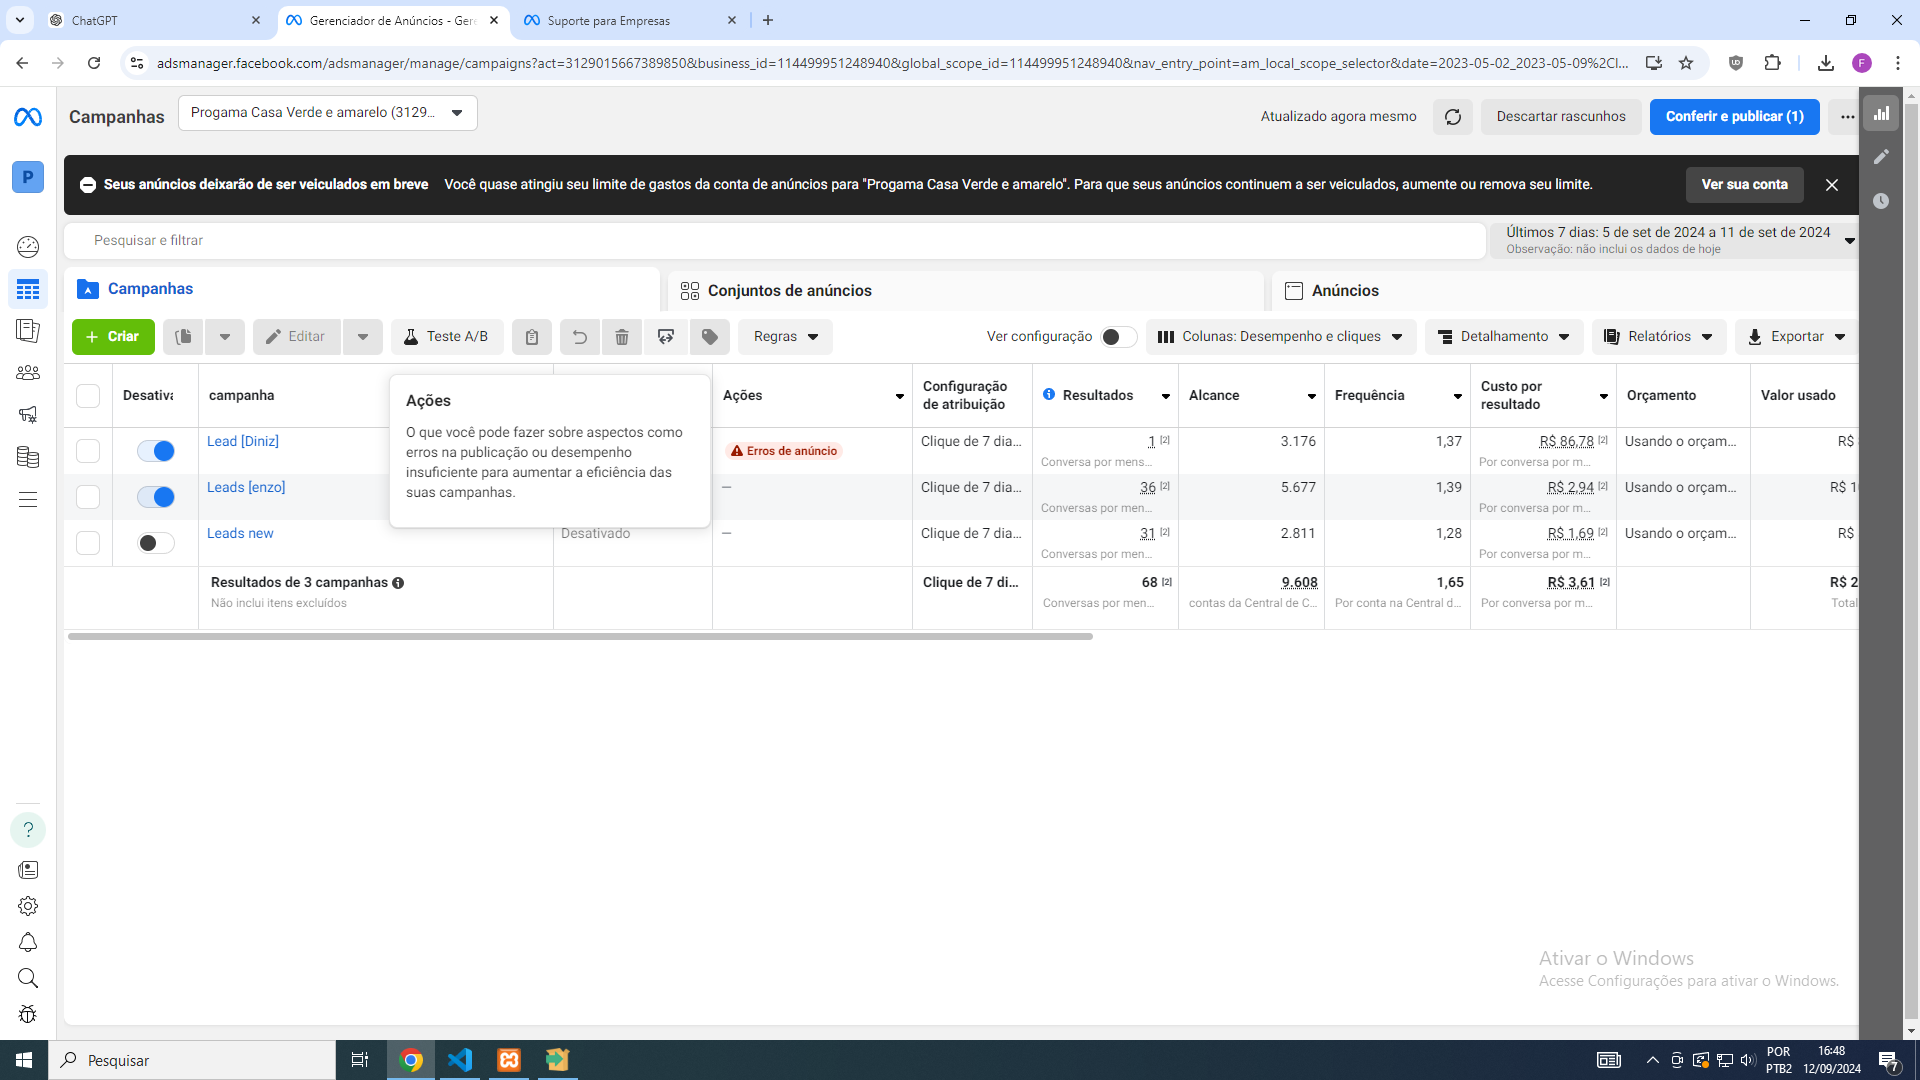 ChatGPT
Gerenciador de Anúncios - Gere
Suporte para Empresas
adsmanager.facebook.com/adsmanager/manage/campaigns?act=3129015667389850&business_id=114499951248940&global_scope_id=114499951248940&nav_entry_point=am_local_scope_selector&date=2023-05-02_2023-05-09%2Cl...
F
Campanhas
Progama Casa Verde e amarelo (3129...
Atualizado agora mesmo
Descartar rascunhos
Conferir e publicar (1)
P
Seus anúncios deixarão de ser veiculados em breve
Você quase atingiu seu limite de gastos da conta de anúncios para "Progama Casa Verde e amarelo". Para que seus anúncios continuem a ser veiculados, aumente ou remova seu limite.
Ver sua conta
Pesquisar e filtrar
Últimos 7 dias: 5 de set de 2024 a 11 de set de 2024
Observação: não inclui os dados de hoje
Campanhas
Conjuntos de anúncios
Anúncios
+ Criar
Editar
Teste A/B
Regras
Ver configuração
Colunas: Desempenho e cliques
Detalhamento
Relatórios
Exportar
Desativa
campanha
Ações
Configuração de atribuição
Resultados
Alcance
Frequência
Custo por resultado
Orçamento
Valor usado
Ações
O que você pode fazer sobre aspectos como
erros na publicação ou desempenho
insuficiente para aumentar a eficiência das
suas campanhas.
Lead [Diniz]
Erros de anúncio
Clique de 7 dia...
1 [2]
Conversa por mens...
3.176
1,37
R$ 86,78 [2]
Por conversa por m...
Usando o orçam...
R$
Leads [enzo]
—
Clique de 7 dia...
36 [2]
Conversas por men...
5.677
1,39
R$ 2,94 [2]
Por conversa por m...
Usando o orçam...
R$ 1
Leads new
Desativado
—
Clique de 7 dia...
31 [2]
Conversas por men...
2.811
1,28
R$ 1,69 [2]
Por conversa por m...
Usando o orçam...
R$
Resultados de 3 campanhas
Não inclui itens excluídos
Clique de 7 di...
68 [2]
Conversas por men...
9.608
contas da Central de C...
1,65
Por conta na Central d...
R$ 3,61 [2]
Por conversa por m...
R$ 2
Total
?
Ativar o Windows
Acesse Configurações para ativar o Windows.
Pesquisar
POR
PTB2
16:48
12/09/2024
7